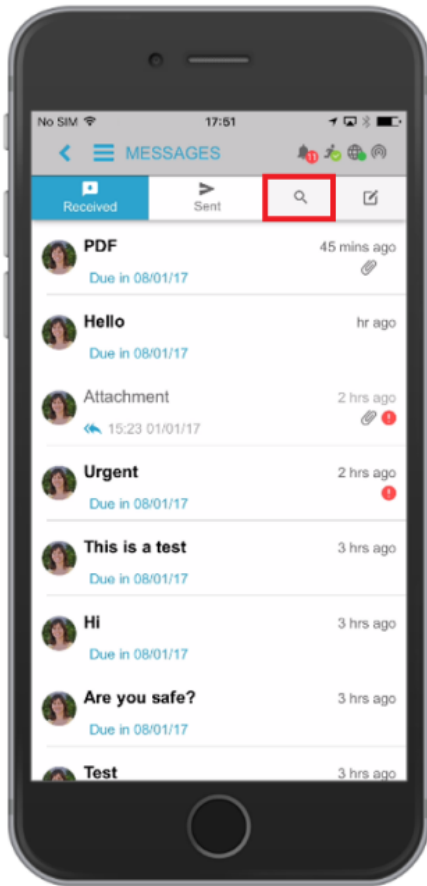 No SIM 17:51
MESSAGES 11
Received Sent
PDF 45 mins ago
Due in 08/01/17
Hello hr ago
Due in 08/01/17
Attachment 2 hrs ago
15:23 01/01/17
Urgent 2 hrs ago
Due in 08/01/17
This is a test 3 hrs ago
Due in 08/01/17
Hi 3 hrs ago
Due in 08/01/17
Are you safe? 3 hrs ago
Due in 08/01/17
Test 3 hrs ago